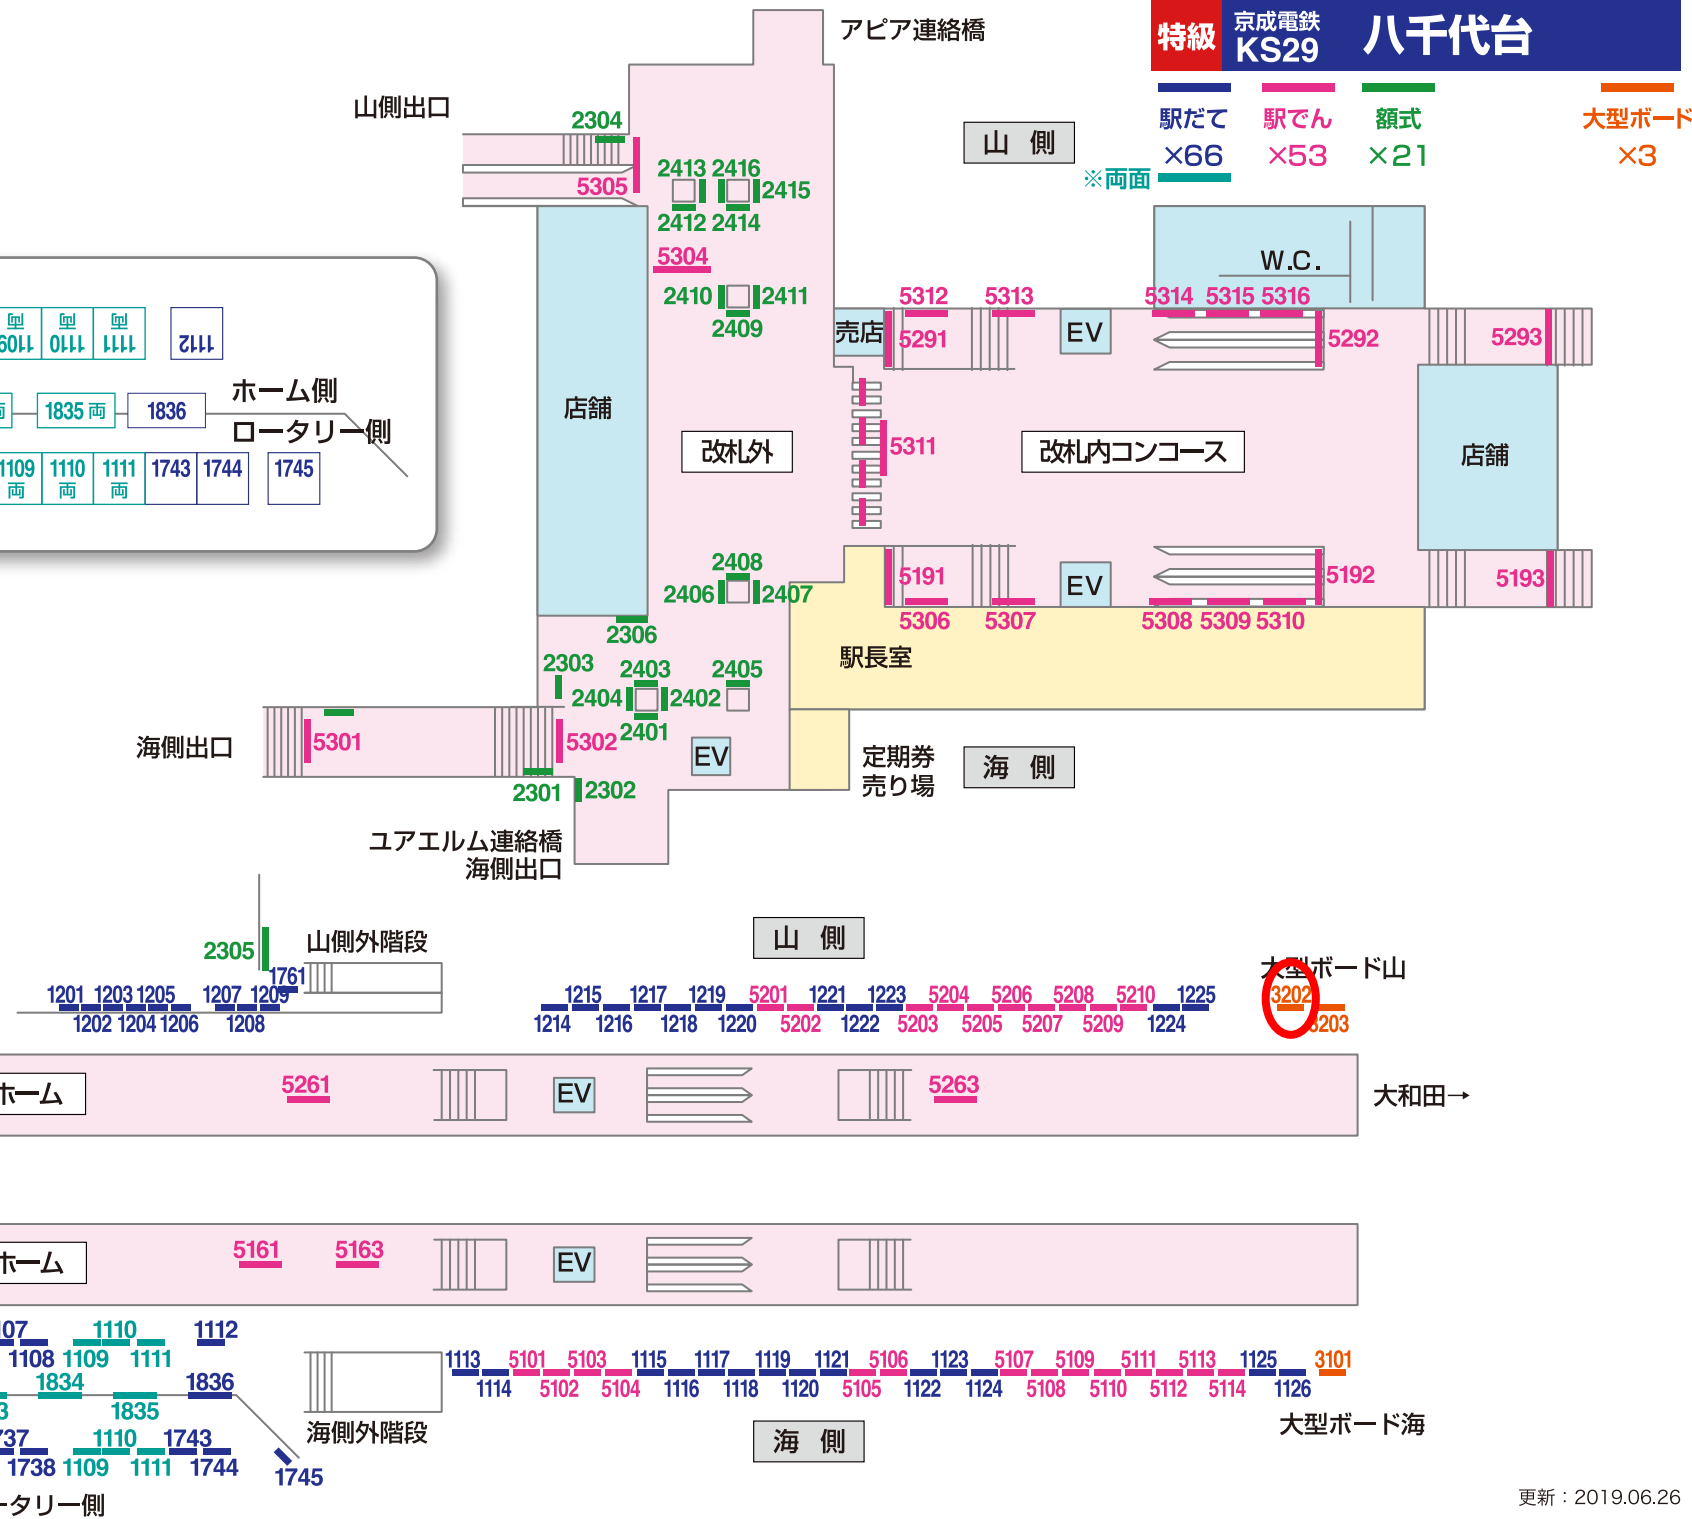 アピア連絡橋
特級
京成電鉄
KS29
八千代台
駅だて
×66
駅でん
×53
額式
×21
大型ボード
×3
※両面
山側出口
2304
5305
2413 2416
2415
2412 2414
5304
2410
2411
2409
山 側
W.C.
5312 5313 5314 5315 5316
売店
5291
EV
5292
5293
1110
1111
1112
ホーム側
1835 両
1836
ロータリー側
1109 両
1110 両
1111 両
1743
1744
1745
店舗
改札外
5311
改札内コンコース
店舗
2408
2406
2407
5191
EV
5192
5193
5306 5307 5308 5309 5310
2306
駅長室
2303
2403
2405
2404
2402
2401
海側出口
5301
5302
EV
定期券
売り場
海 側
2301
2302
ユアエルム連絡橋
海側出口
2305
山側外階段
山 側
大型ボード山
1761
1201 1203 1205 1207 1209
1202 1204 1206 1208
1215 1217 1219 5201 1221 1223 5204 5206 5208 5210 1225
3202
1214 1216 1218 1220 5202 1222 5203 5205 5207 5209 1224
3203
ホーム
5261
EV
5263
大和田→
ホーム
5161
5163
EV
1110
1112
1108 1109 1111
1834
1836
1835
1110
1743
1738 1109 1111 1744
1745
海側外階段
1113 5101 5103 1115 1117 1119 1121 5106 1123 5107 5109 5111 5113 1125 3101
1114 5102 5104 1116 1118 1120 5105 1122 1124 5108 5110 5112 5114 1126
海 側
大型ボード海
ータリー側
更新：2019.06.26